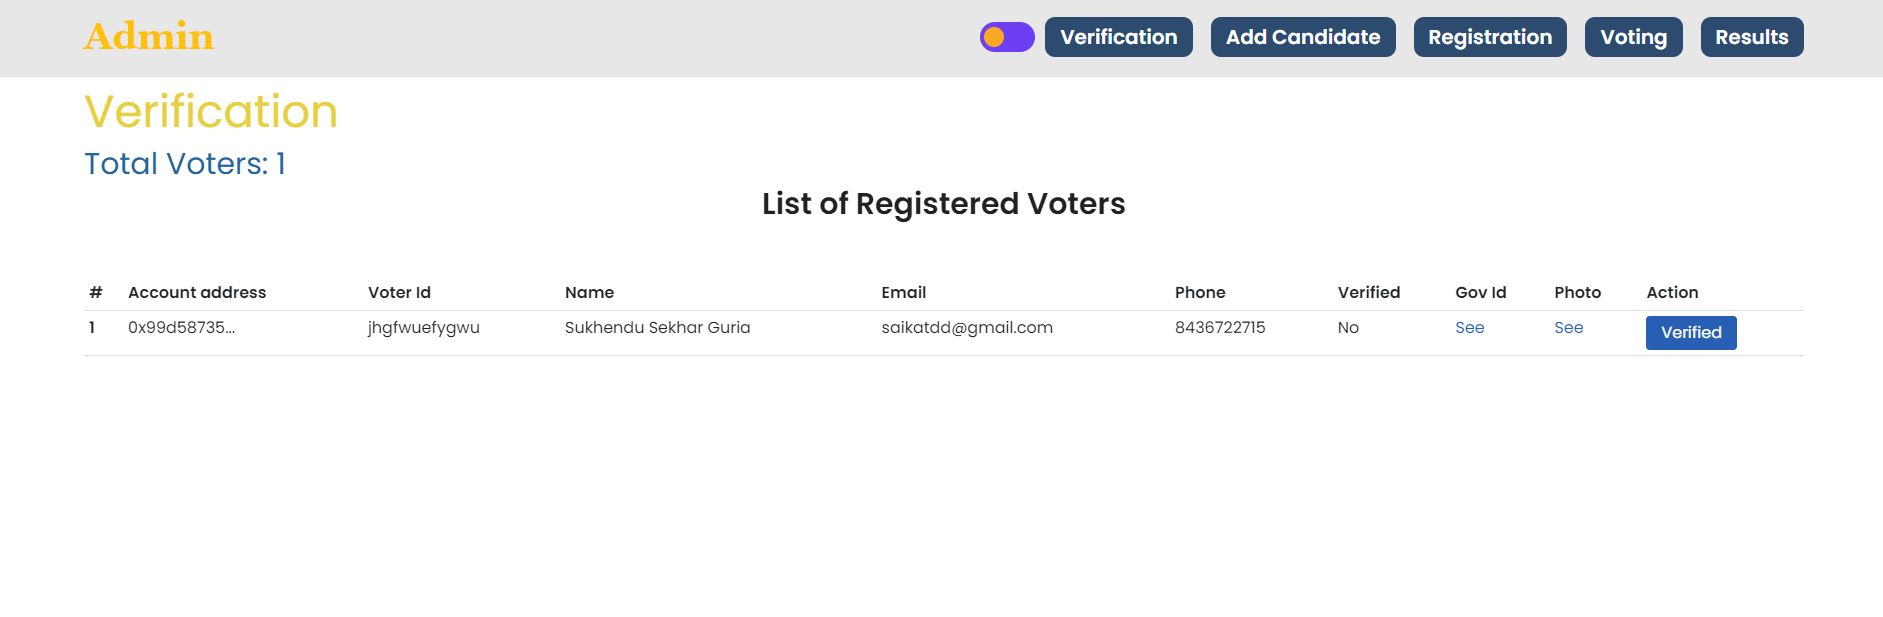 Admin
Verification Add Candidate Registration Voting Results
Verification
Total Voters: 1
List of Registered Voters
# Account address Voter Id Name Email Phone Verified Gov Id Photo Action
1 0x99d58735... jhgfwuefygwu Sukhendu Sekhar Guria saikatdd@gmail.com 8436722715 No See See Verified